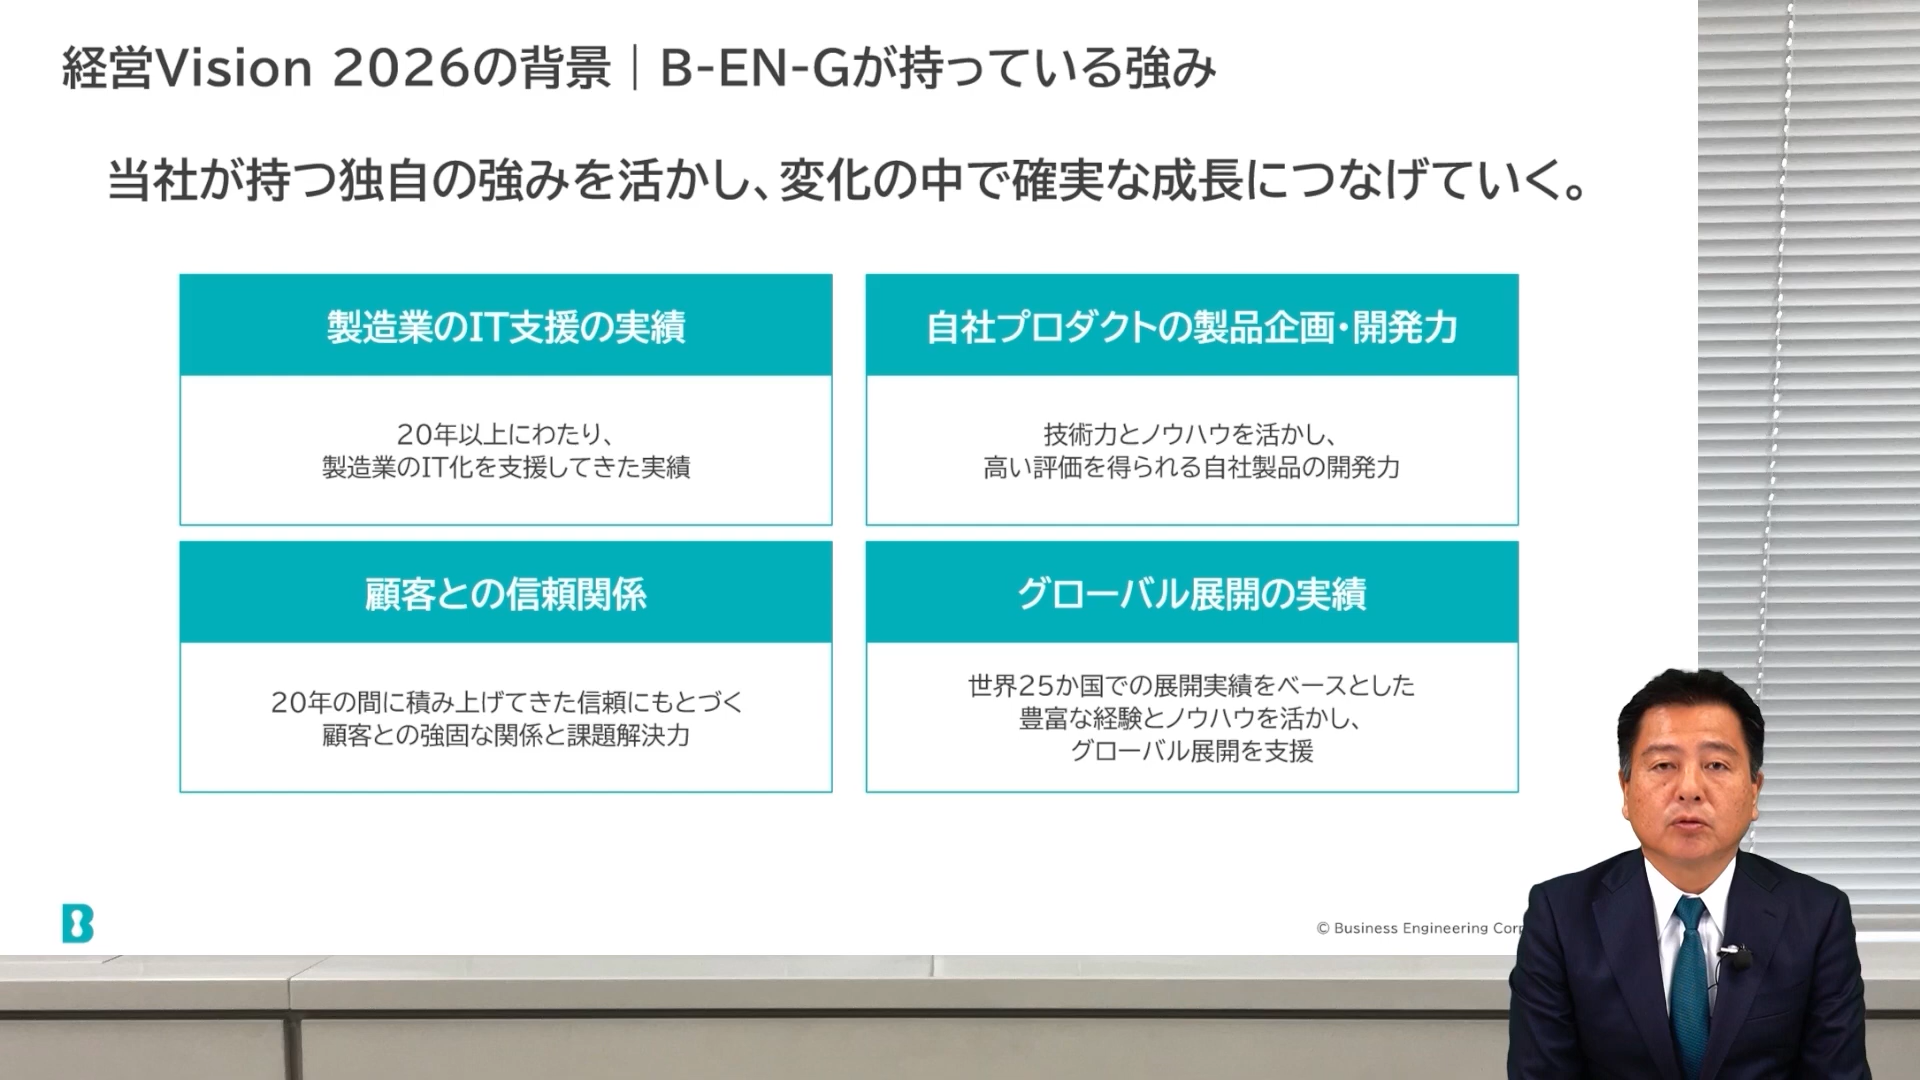 経営Vision 2026の背景｜B-EN-Gが持っている強み
当社が持つ独自の強みを活かし、変化の中で確実な成長につなげていく。
製造業のIT支援の実績
20年以上にわたり、
製造業のIT化を支援してきた実績
自社プロダクトの製品企画・開発力
技術力とノウハウを活かし、
高い評価を得られる自社製品の開発力
顧客との信頼関係
20年の間に積み上げてきた信頼にもとづく
顧客との強固な関係と課題解決力
グローバル展開の実績
世界25か国での展開実績をベースとした
豊富な経験とノウハウを活かし、
グローバル展開を支援
B
© Business Engineering